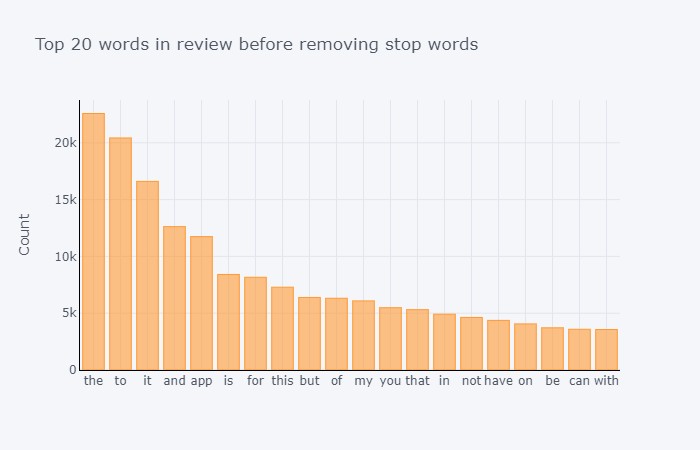 Top 20 words in review before removing stop words
Count
20k
15k
10k
5k
0
the to it and app is for this but of my you that in not have on be can with